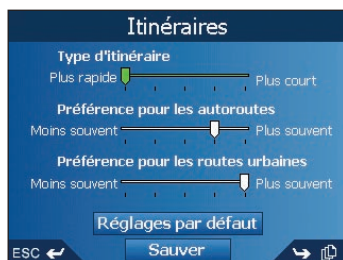 Itinéraires
Type d'itinéraire
Plus rapide Plus court
Préférence pour les autoroutes
Moins souvent Plus souvent
Préférence pour les routes urbaines
Moins souvent Plus souvent
Réglages par défaut
ESC Sauver